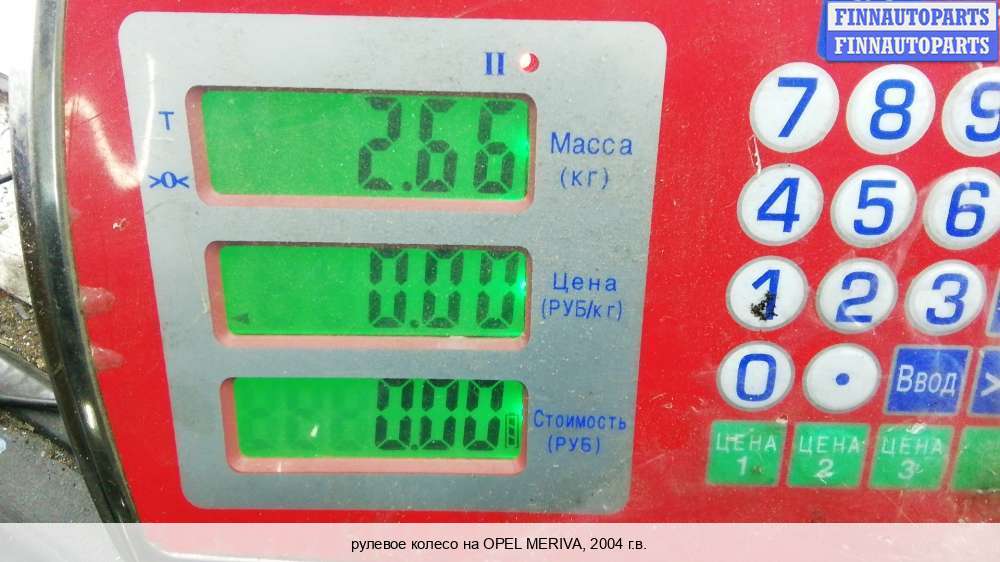 FINNAUTOPARTS
FINNAUTOPARTS
II
T
2.66
Масса
(кг)
>0<
0.00
Цена
(РУБ/кг)
0.00
Стоимость
(РУБ)
7 8 9
4 5 6
1 2 3
0 . Ввод >
ЦЕНА 1 ЦЕНА 2 ЦЕНА 3
рулевое колесо на OPEL MERIVA, 2004 г.в.